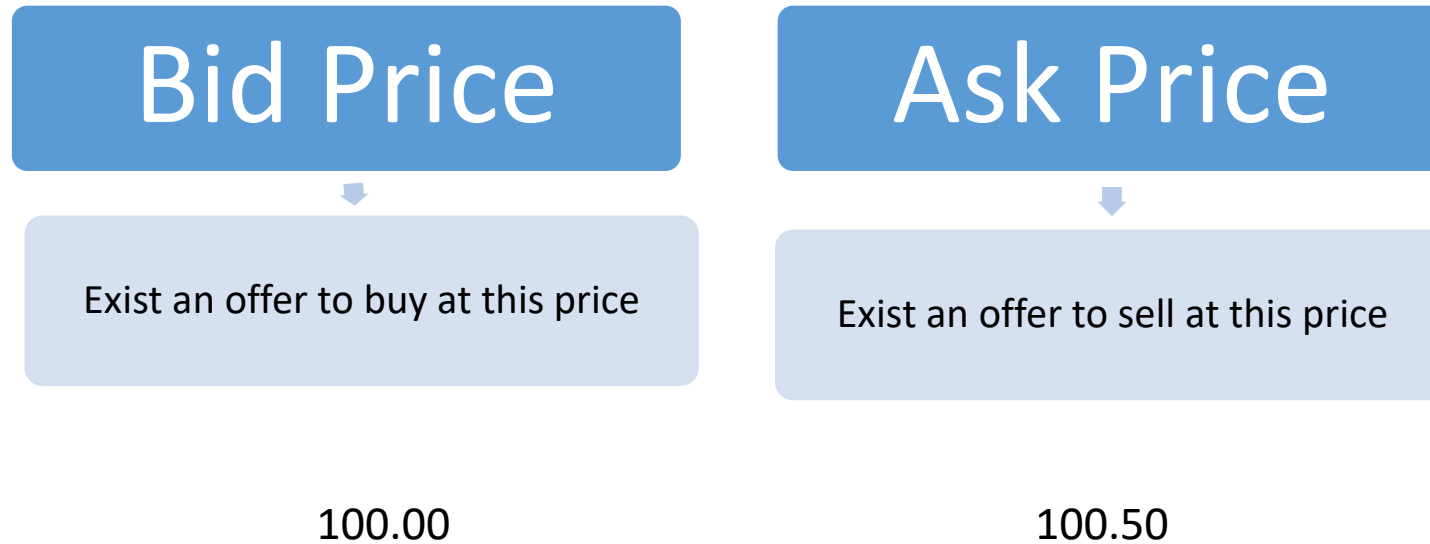 Bid Price
Exist an offer to buy at this price
100.00
Ask Price
Exist an offer to sell at this price
100.50